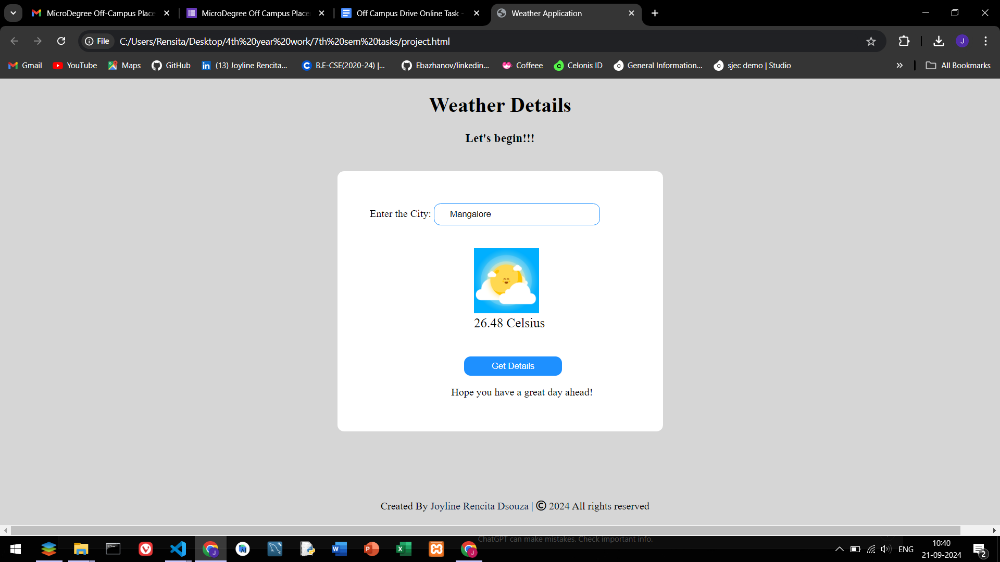 MicroDegree Off-Campus Place
MicroDegree Off Campus Place
Off Campus Drive Online Task -
Weather Application
File
C:/Users/Rensita/Desktop/4th%20year%20work/7th%20sem%20tasks/project.html
J
Gmail
YouTube
Maps
GitHub
(13) Joyline Rencita...
B.E-CSE(2020-24) |...
Ebazhanov/linkedin...
Coffeee
Celonis ID
General Information...
sjec demo | Studio
All Bookmarks
Weather Details
Let's begin!!!
Enter the City: Mangalore
26.48 Celsius
Get Details
Hope you have a great day ahead!
Created By Joyline Rencita Dsouza | © 2024 All rights reserved
ChatGPT can make mistakes. Check important info.
ENG
10:40
21-09-2024
2